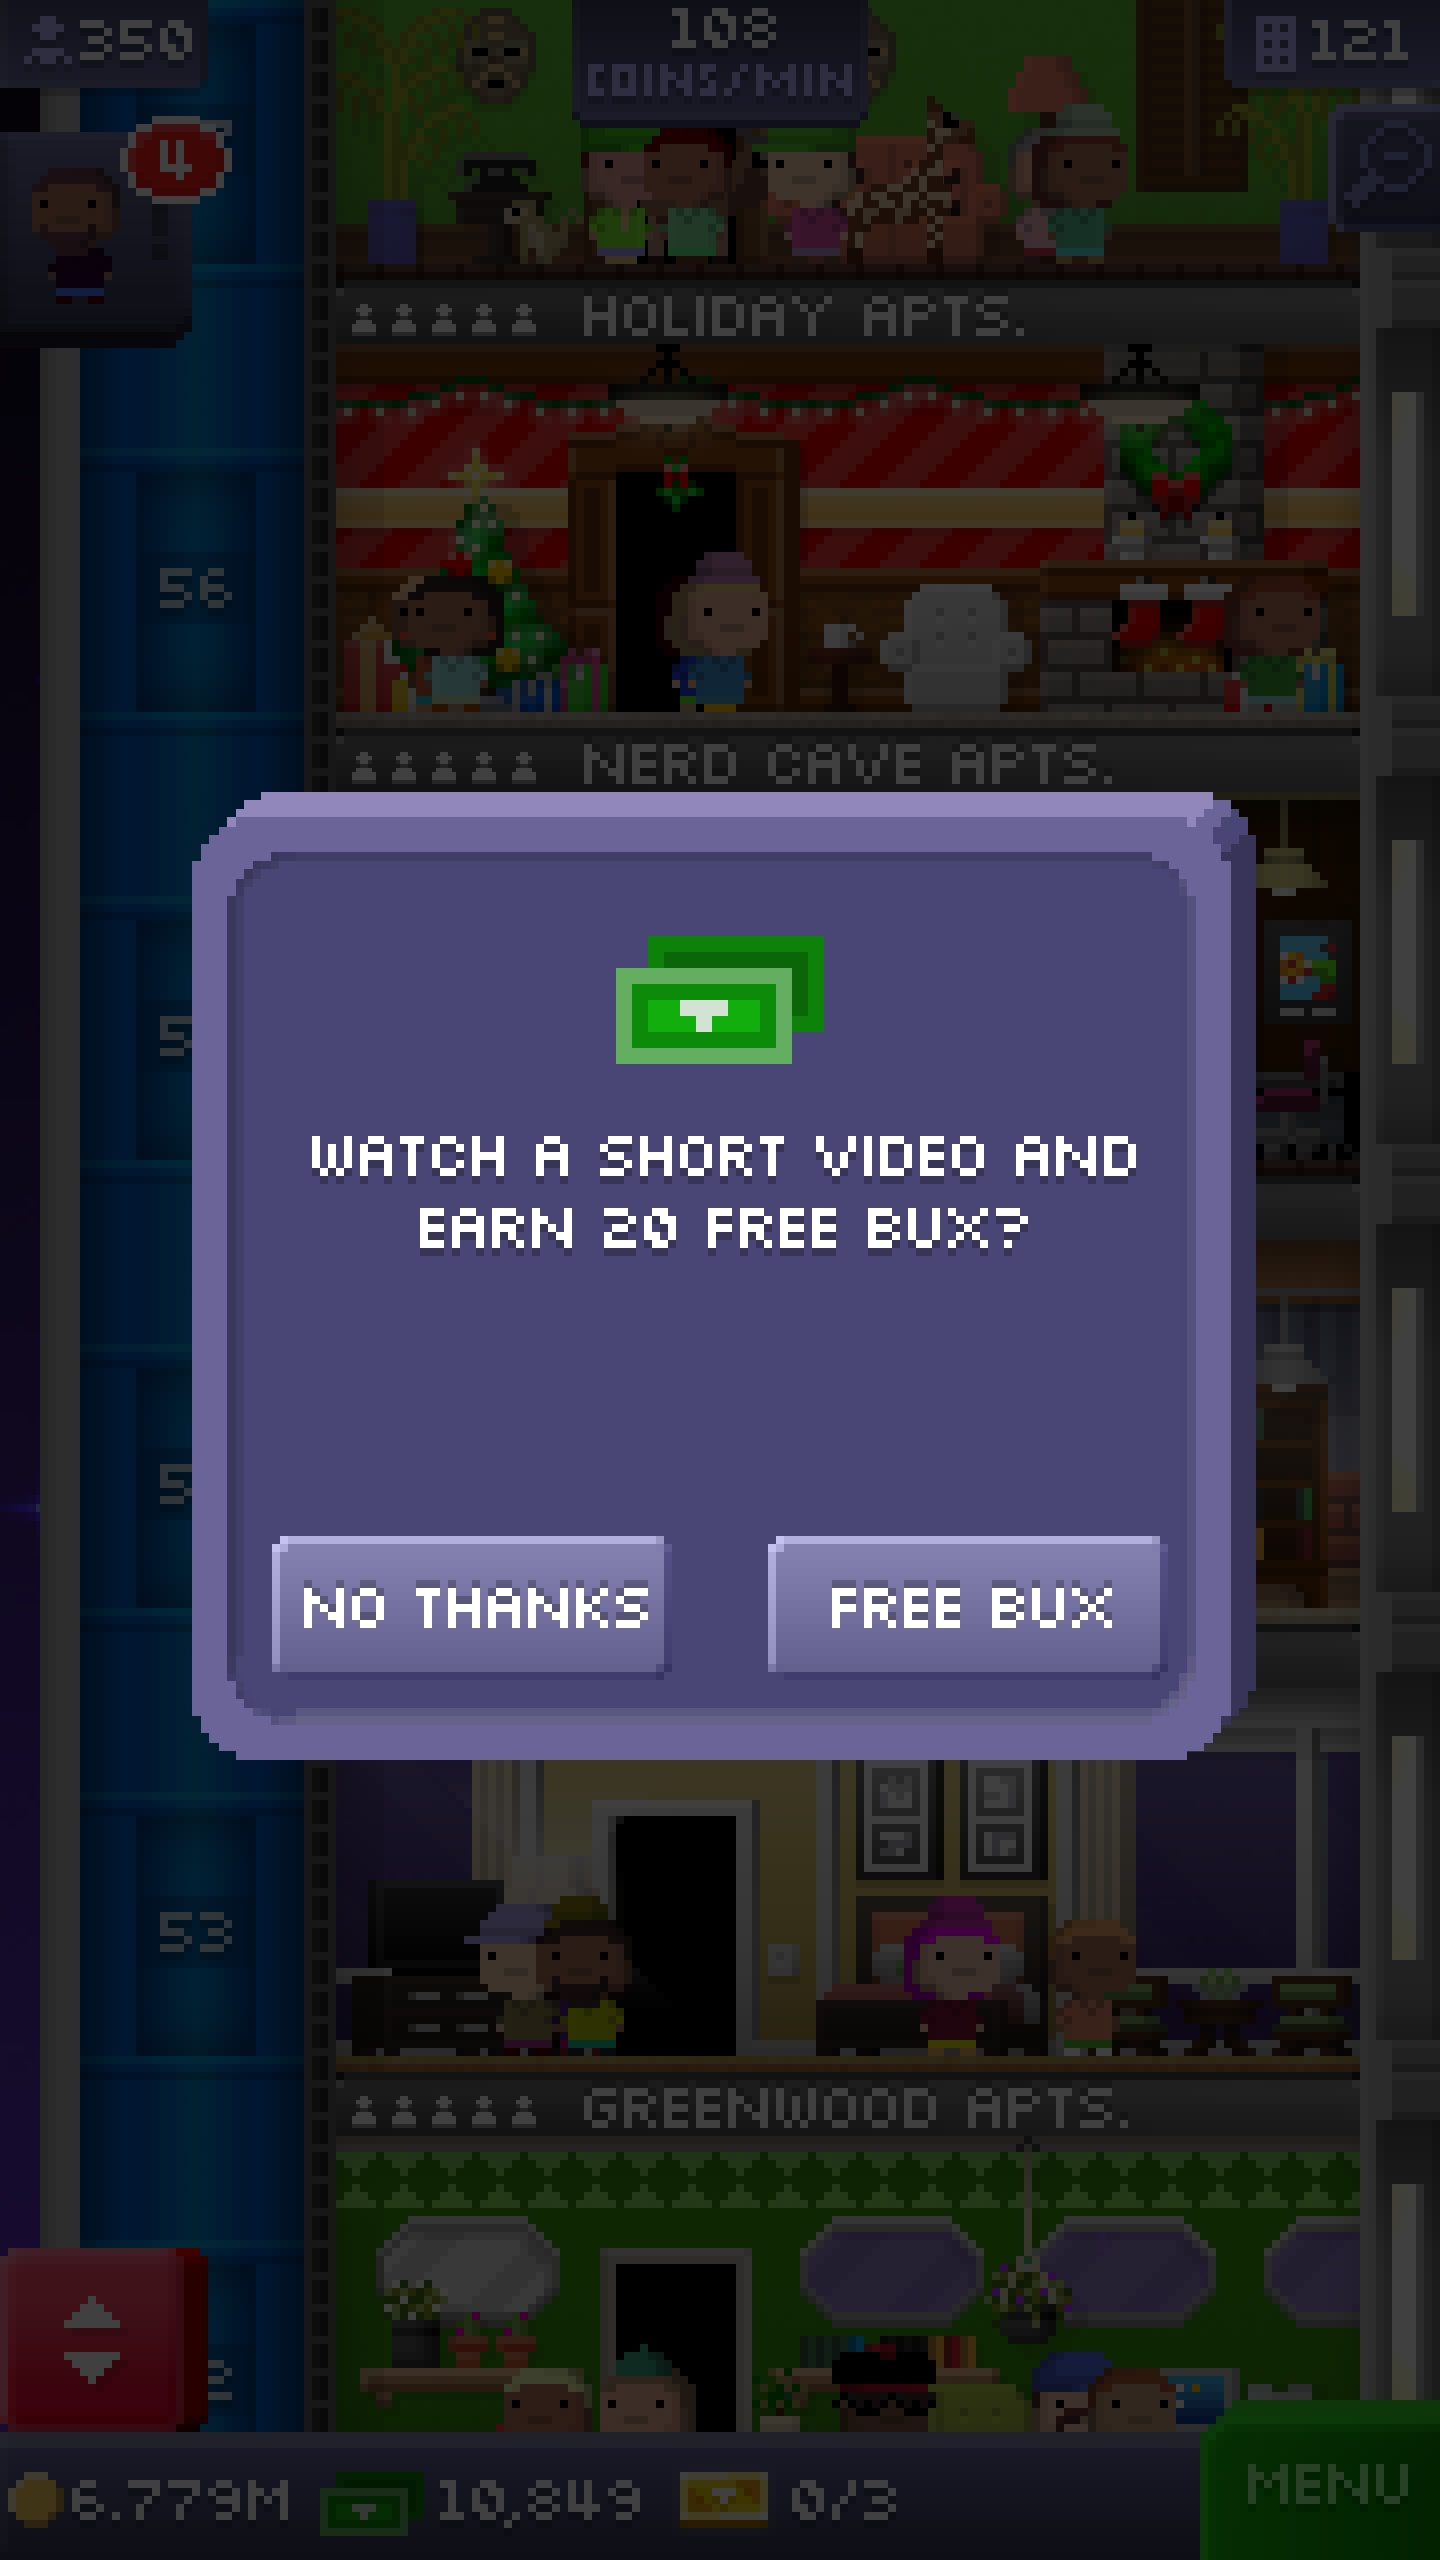 350
108
COINS/MIN
121
4
HOLIDAY APTS.
56
NERD CAVE APTS.
WATCH A SHORT VIDEO AND
EARN 20 FREE BUX?
NO THANKS
FREE BUX
53
GREENWOOD APTS.
6.779M
10,849
0/3
MENU